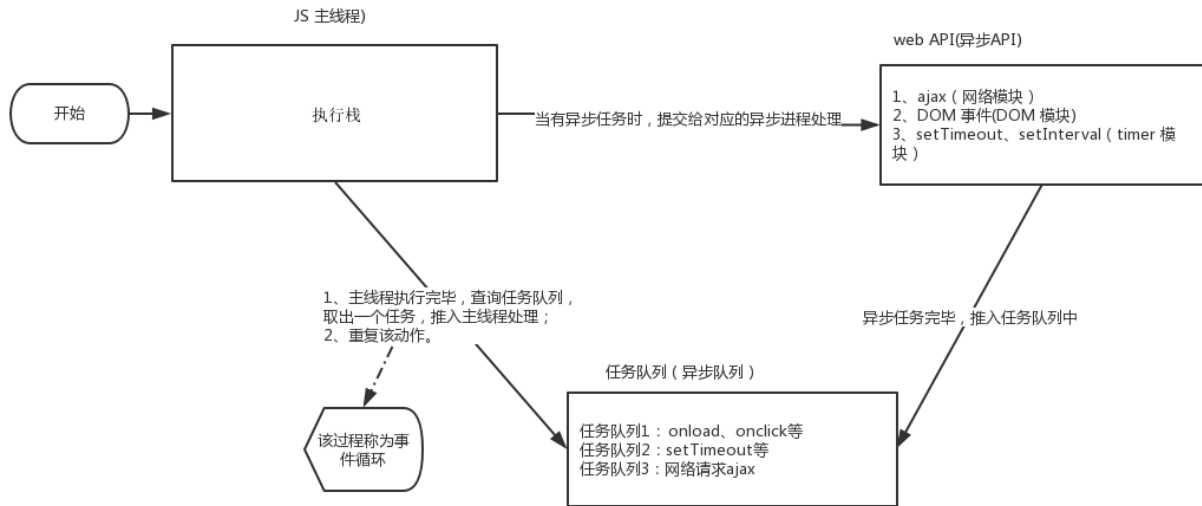 JS 主线程)
web API(异步API)
开始
执行栈
当有异步任务时，提交给对应的异步进程处理
1、ajax（网络模块）
2、DOM 事件(DOM 模块)
3、setTimeout、setInterval（timer 模
块）
1、主线程执行完毕，查询任务队列，
取出一个任务，推入主线程处理；
2、重复该动作。
异步任务完毕，推入任务队列中
该过程称为事
件循环
任务队列（异步队列）
任务队列1：onload、onclick等
任务队列2：setTimeout等
任务队列3：网络请求ajax